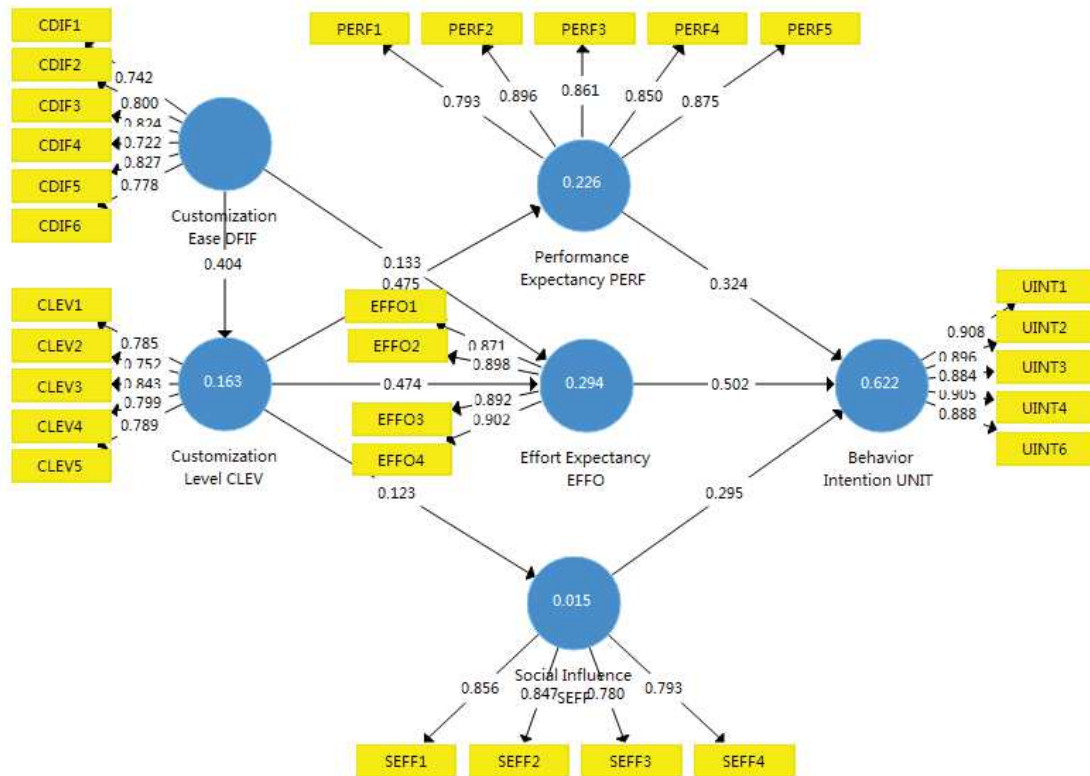 CDIF1
CDIF2
CDIF3
CDIF4
CDIF5
CDIF6
0.742
0.800
0.824
0.722
0.827
0.778
Customization
Ease DFIF
0.404
PERF1
PERF2
PERF3
PERF4
PERF5
0.793
0.896
0.861
0.850
0.875
0.226
Performance
Expectancy PERF
0.133
0.475
0.324
CLEV1
CLEV2
CLEV3
CLEV4
CLEV5
0.785
0.752
0.843
0.799
0.789
0.163
Customization
Level CLEV
0.474
0.123
EFFO1
EFFO2
EFFO3
EFFO4
0.871
0.898
0.892
0.902
0.294
Effort Expectancy
EFFO
0.502
0.295
0.622
Behavior
Intention UNIT
0.908
0.896
0.884
0.905
0.888
UINT1
UINT2
UINT3
UINT4
UINT6
0.015
Social Influence
SEFF
0.856
0.847
0.780
0.793
SEFF1
SEFF2
SEFF3
SEFF4